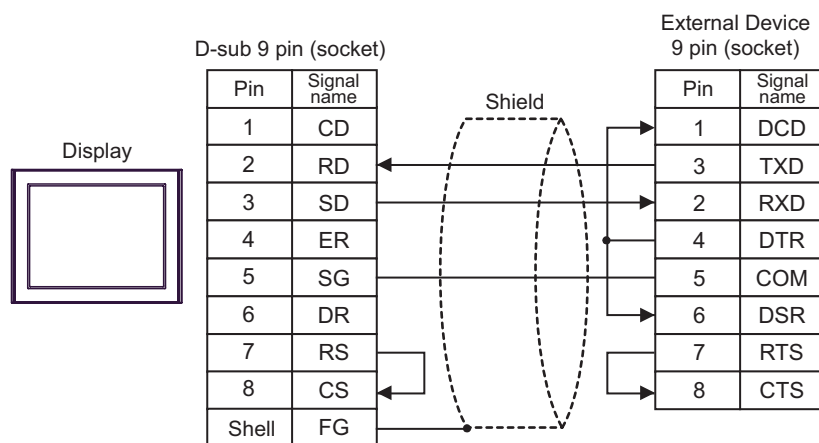 External Device
D-sub 9 pin (socket) 9 pin (socket)
Pin Signal name Pin Signal name
Shield
1 CD 1 DCD
Display
2 RD 3 TXD
3 SD 2 RXD
4 ER 4 DTR
5 SG 5 COM
6 DR 6 DSR
7 RS 7 RTS
8 CS 8 CTS
Shell FG